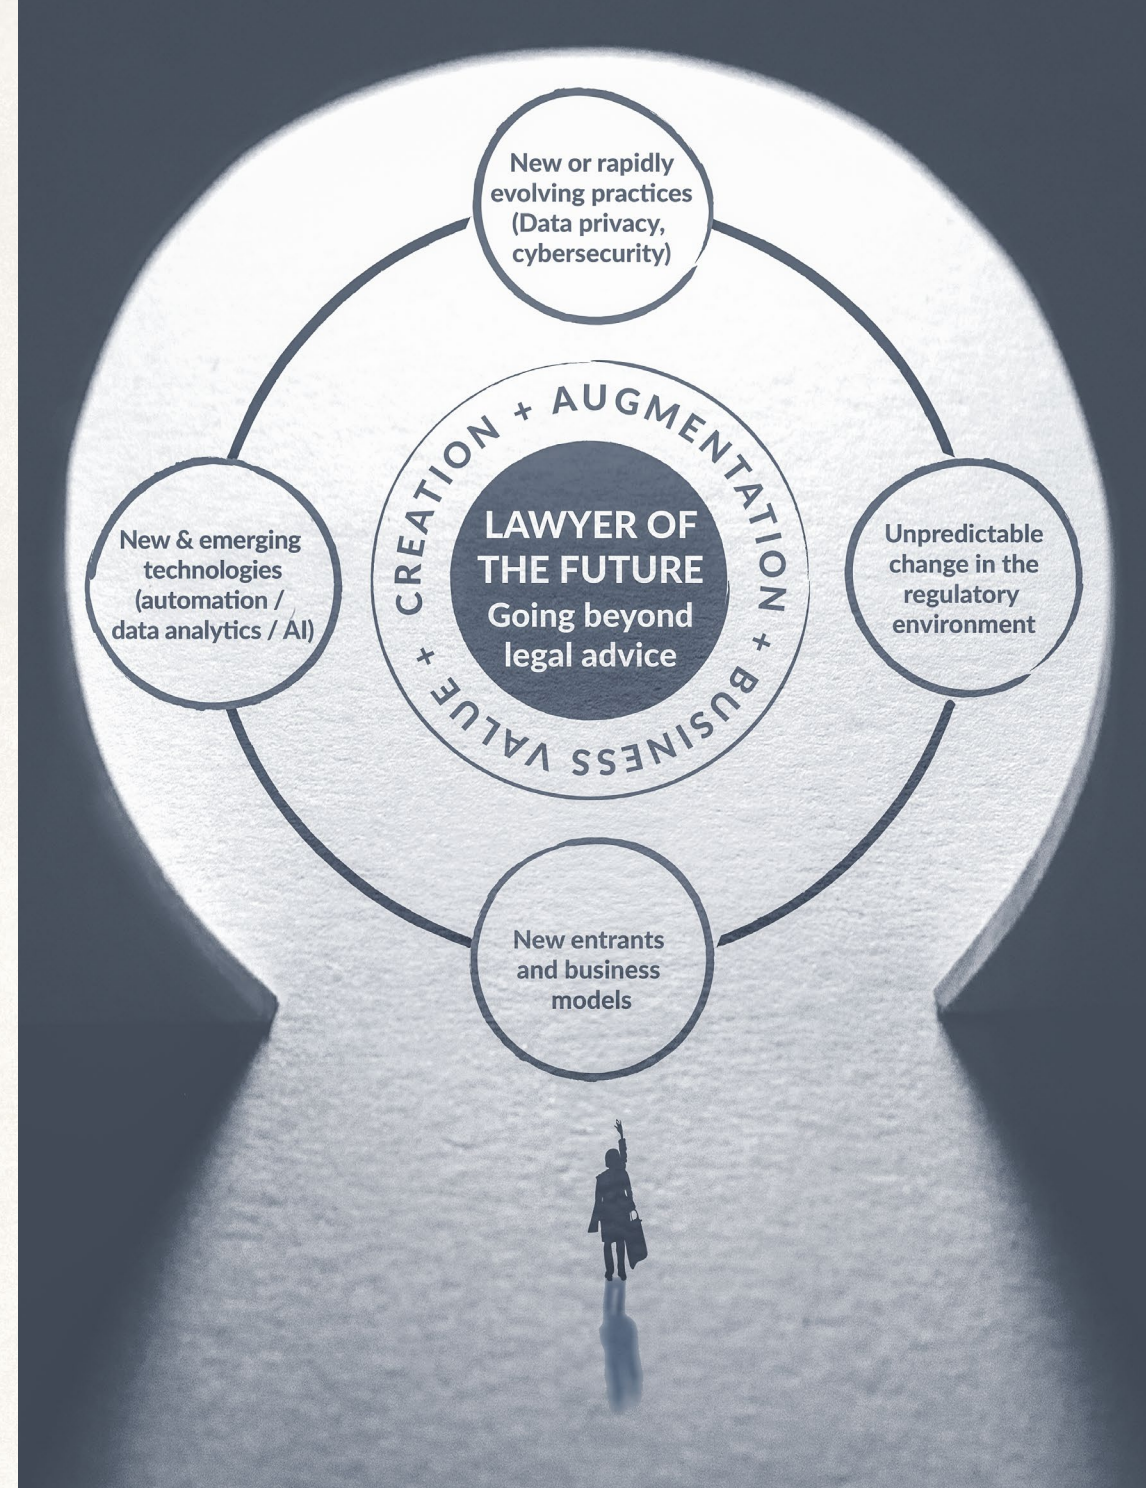 New or rapidly
evolving practices
(Data privacy,
cybersecurity)
CREATION + AUGMENTATION + BUSINESS VALUE +
LAWYER OF
THE FUTURE
Going beyond
legal advice
New & emerging
technologies
(automation /
data analytics / AI)
Unpredictable
change in the
regulatory
environment
New entrants
and business
models